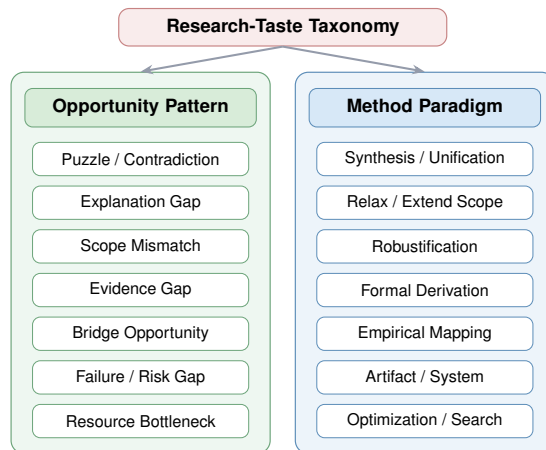 Research-Taste Taxonomy
Opportunity Pattern
Puzzle / Contradiction
Explanation Gap
Scope Mismatch
Evidence Gap
Bridge Opportunity
Failure / Risk Gap
Resource Bottleneck
Method Paradigm
Synthesis / Unification
Relax / Extend Scope
Robustification
Formal Derivation
Empirical Mapping
Artifact / System
Optimization / Search